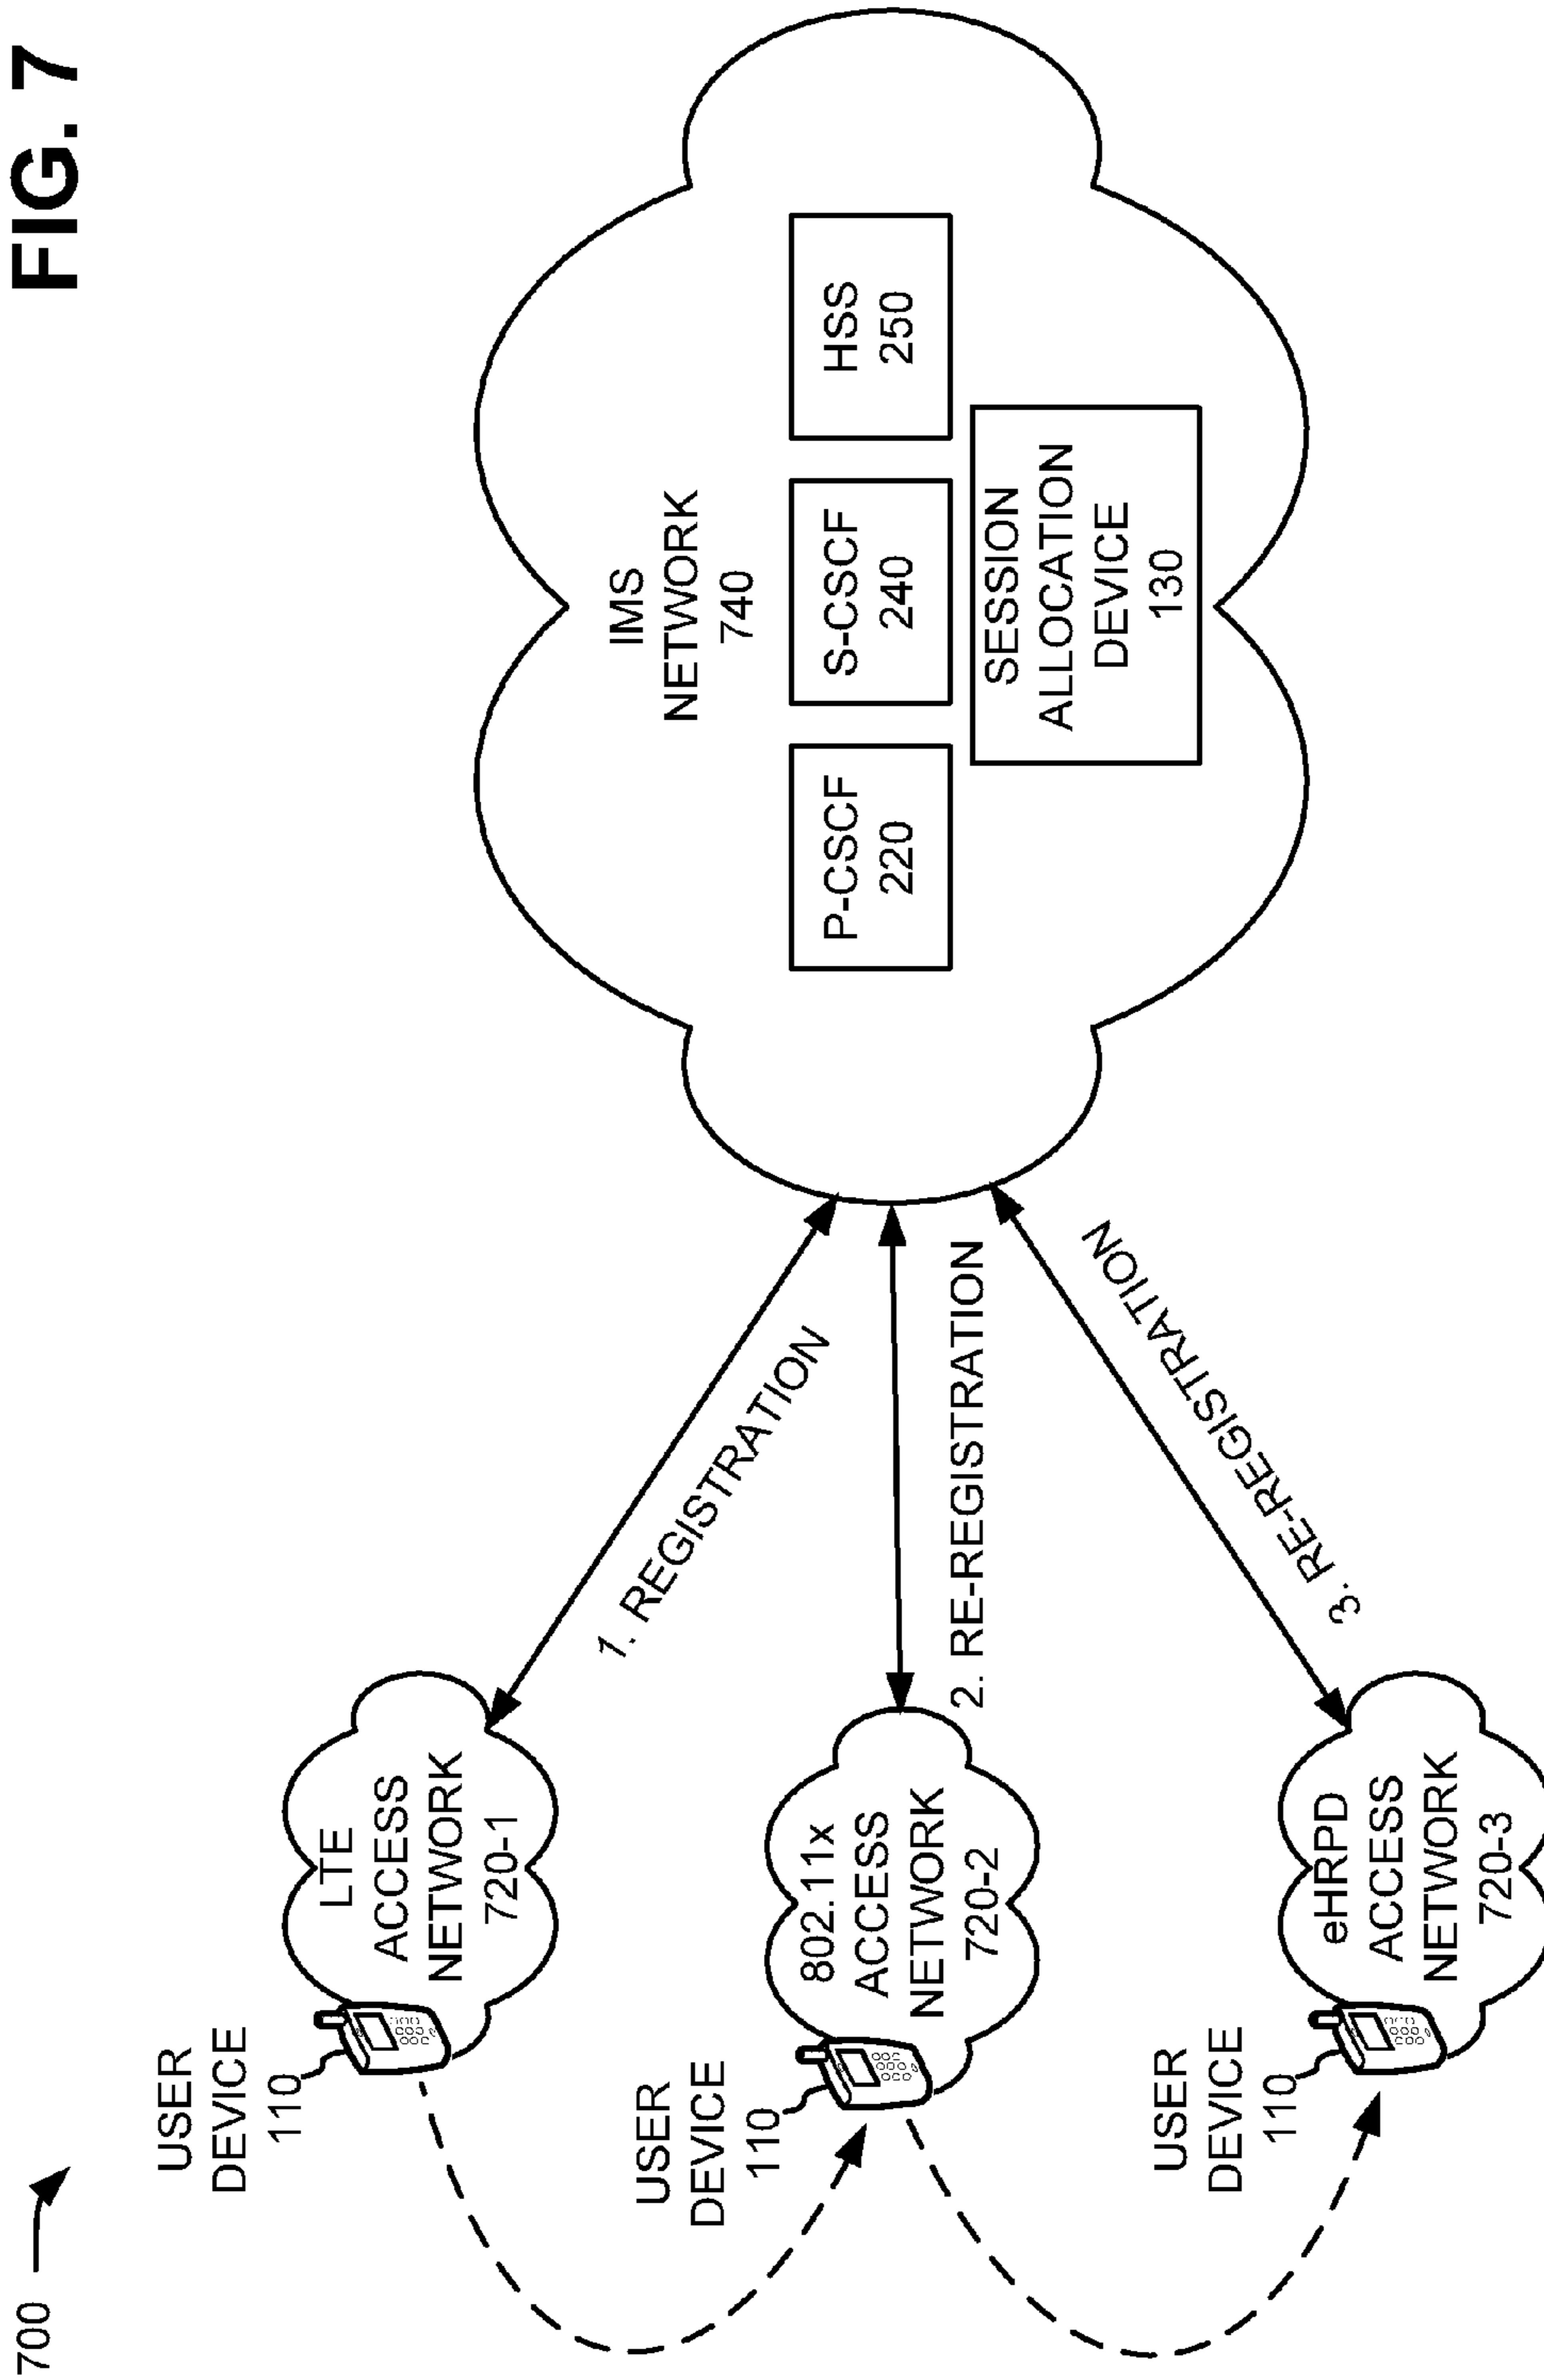 FIG. 7
700
USER
DEVICE
110
LTE
ACCESS
NETWORK
720-1
1. REGISTRATION
USER
DEVICE
110
802.11x
ACCESS
NETWORK
720-2
2. RE-REGISTRATION
USER
DEVICE
110
eHRPD
ACCESS
NETWORK
720-3
3. RE-REGISTRATION
IMS
NETWORK
740
P-CSCF
220
S-CSCF
240
HSS
250
SESSION
ALLOCATION
DEVICE
130